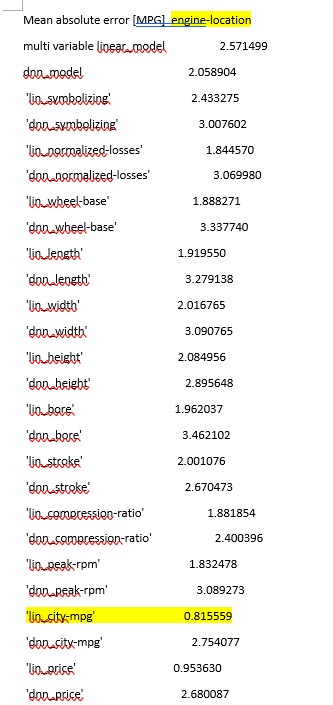 Mean absolute error [MPG]  engine-location
multi variable linear_model 2.571499
dnn_model 2.058904
'lin_symbolizing' 2.433275
'dnn_symbolizing' 3.007602
'lin_normalized-losses' 1.844570
'dnn_normalized-losses' 3.069980
'lin_wheel-base' 1.888271
'dnn_wheel-base' 3.337740
'lin_length' 1.919550
'dnn_length' 3.279138
'lin_width' 2.016765
'dnn_width' 3.090765
'lin_height' 2.084956
'dnn_height' 2.895648
'lin_bore' 1.962037
'dnn_bore' 3.462102
'lin_stroke' 2.001076
'dnn_stroke' 2.670473
'lin_compression-ratio' 1.881854
'dnn_compression-ratio' 2.400396
'lin_peak-rpm' 1.832478
'dnn_peak-rpm' 3.089273
'lin_city-mpg' 0.815559
'dnn_city-mpg' 2.754077
'lin_price' 0.953630
'dnn_price' 2.680087